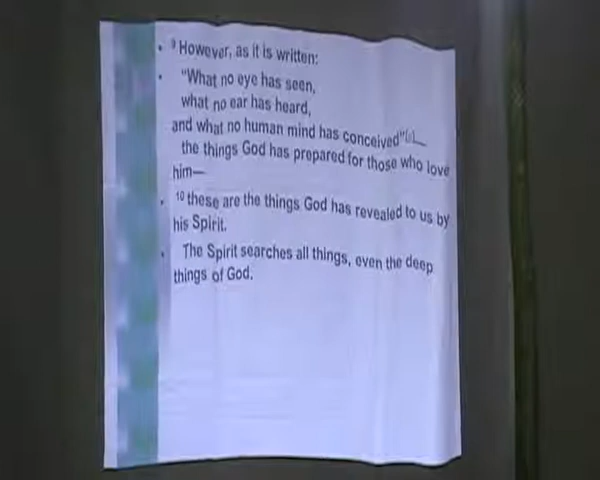 • 9 However, as it is written:
• "What no eye has seen,
what no ear has heard,
and what no human mind has conceived"
the things God has prepared for those who love
him—
• 10 these are the things God has revealed to us by
his Spirit.
• The Spirit searches all things, even the deep
things of God.